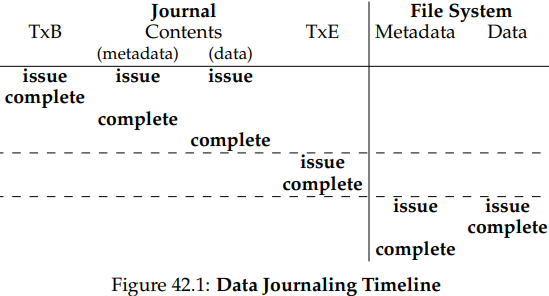 Journal File System
TxB Contents TxE Metadata Data
(metadata) (data)
issue issue issue
complete
complete
complete
issue
complete
issue issue
complete
complete
Figure 42.1: Data Journaling Timeline